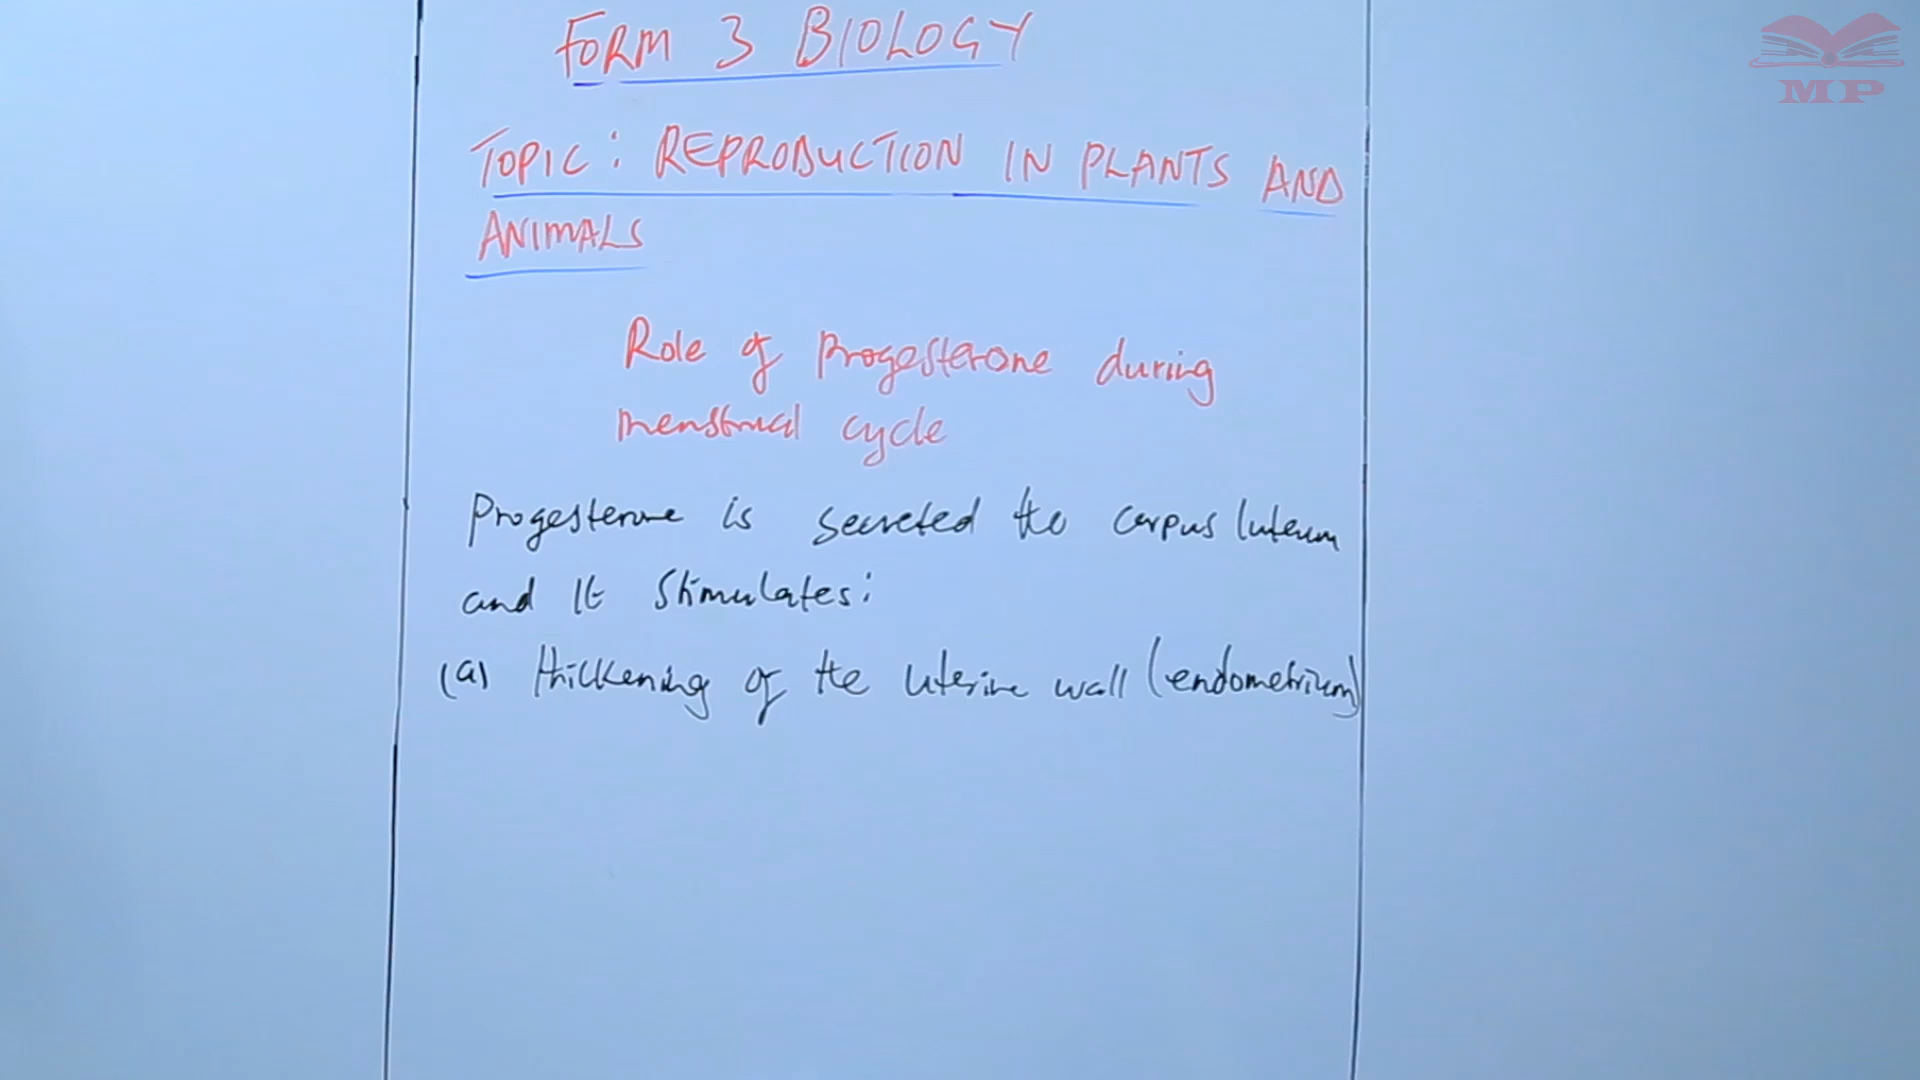 FORM 3 BIOLOGY
MP
TOPIC: REPRODUCTION IN PLANTS AND
ANIMALS
Role of progesterone during
menstrual cycle
Progesterone is secreted the corpus luteum
and it stimulates:
(a) thickening of the uterine wall (endometrium)